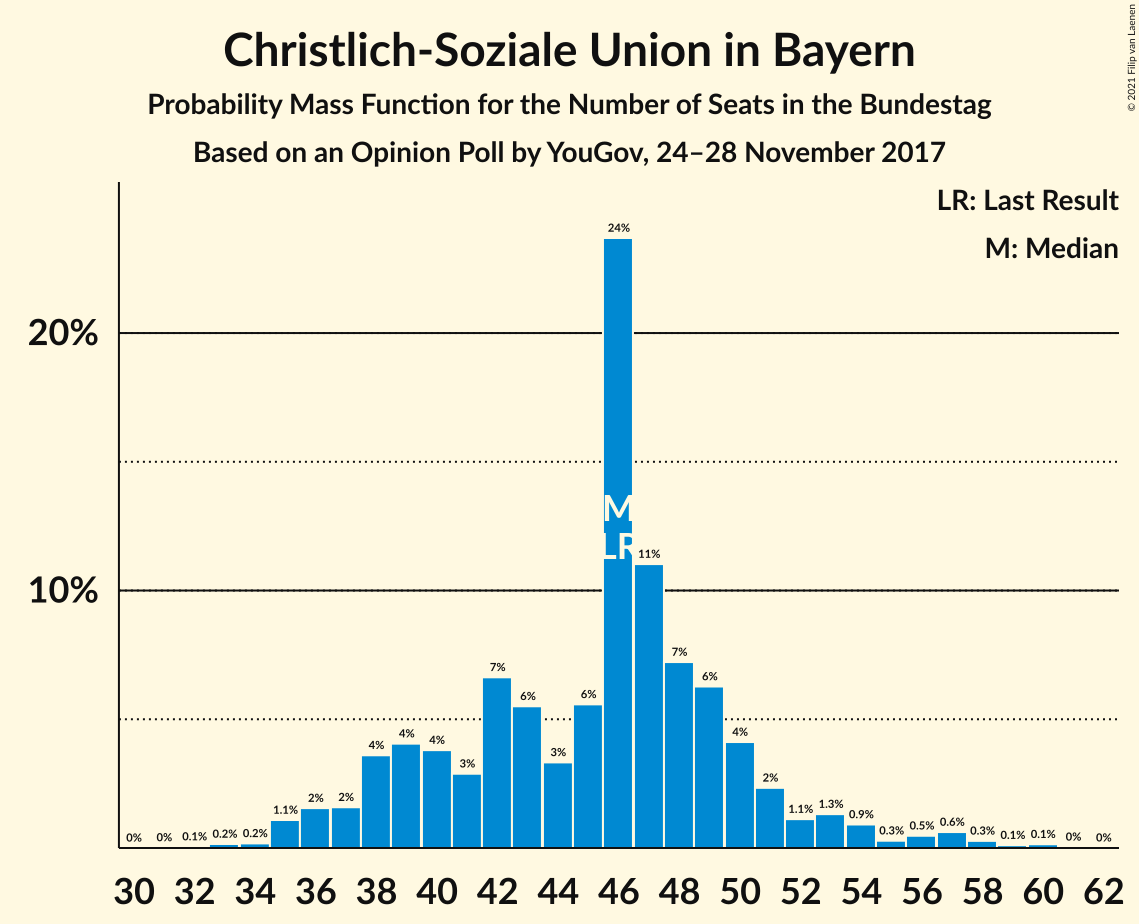 Christlich-Soziale Union in Bayern
Probability Mass Function for the Number of Seats in the Bundestag
Based on an Opinion Poll by YouGov, 24–28 November 2017
© 2021 Filip van Laenen
LR: Last Result
M: Median
20%
10%
0% 0% 0.1% 0.2% 0.2% 1.1% 2% 2% 4% 4% 4% 3% 7% 6% 3% 6% 24% 11% 7% 6% 4% 2% 1.1% 1.3% 0.9% 0.3% 0.5% 0.6% 0.3% 0.1% 0.1% 0% 0%
M
LR
30 32 34 36 38 40 42 44 46 48 50 52 54 56 58 60 62